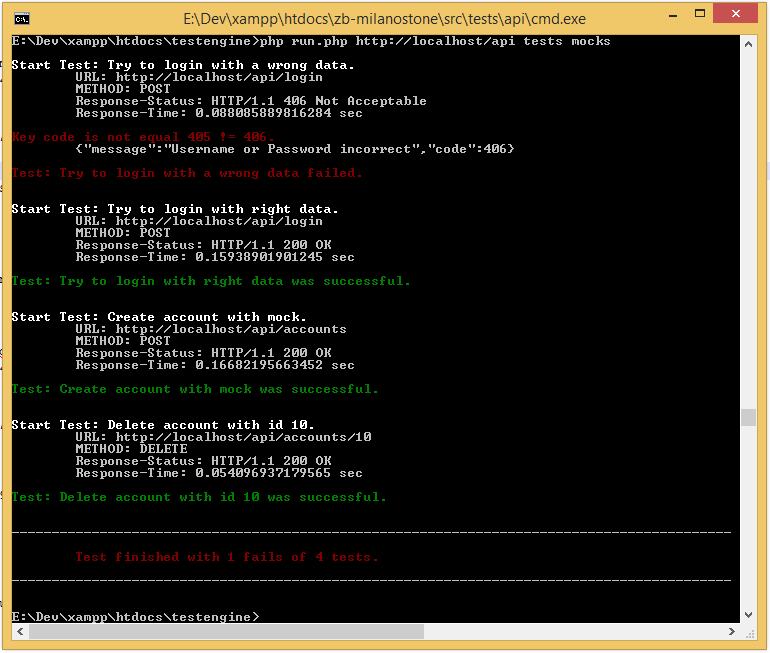 E:\Dev\xampp\htdocs\zb-milanostone\src\tests\api\cmd.exe
E:\Dev\xampp\htdocs\testengine>php run.php http://localhost/api tests mocks
Start Test: Try to login with a wrong data.
URL: http://localhost/api/login
METHOD: POST
Response-Status: HTTP/1.1 406 Not Acceptable
Response-Time: 0.088085889816284 sec
Key code is not equal 405 != 406.
{"message":"Username or Password incorrect","code":406}
Test: Try to login with a wrong data failed.
Start Test: Try to login with right data.
URL: http://localhost/api/login
METHOD: POST
Response-Status: HTTP/1.1 200 OK
Response-Time: 0.15938901901245 sec
Test: Try to login with right data was successful.
Start Test: Create account with mock.
URL: http://localhost/api/accounts
METHOD: POST
Response-Status: HTTP/1.1 200 OK
Response-Time: 0.16682195663452 sec
Test: Create account with mock was successful.
Start Test: Delete account with id 10.
URL: http://localhost/api/accounts/10
METHOD: DELETE
Response-Status: HTTP/1.1 200 OK
Response-Time: 0.054096937179565 sec
Test: Delete account with id 10 was successful.
Test finished with 1 fails of 4 tests.
E:\Dev\xampp\htdocs\testengine>